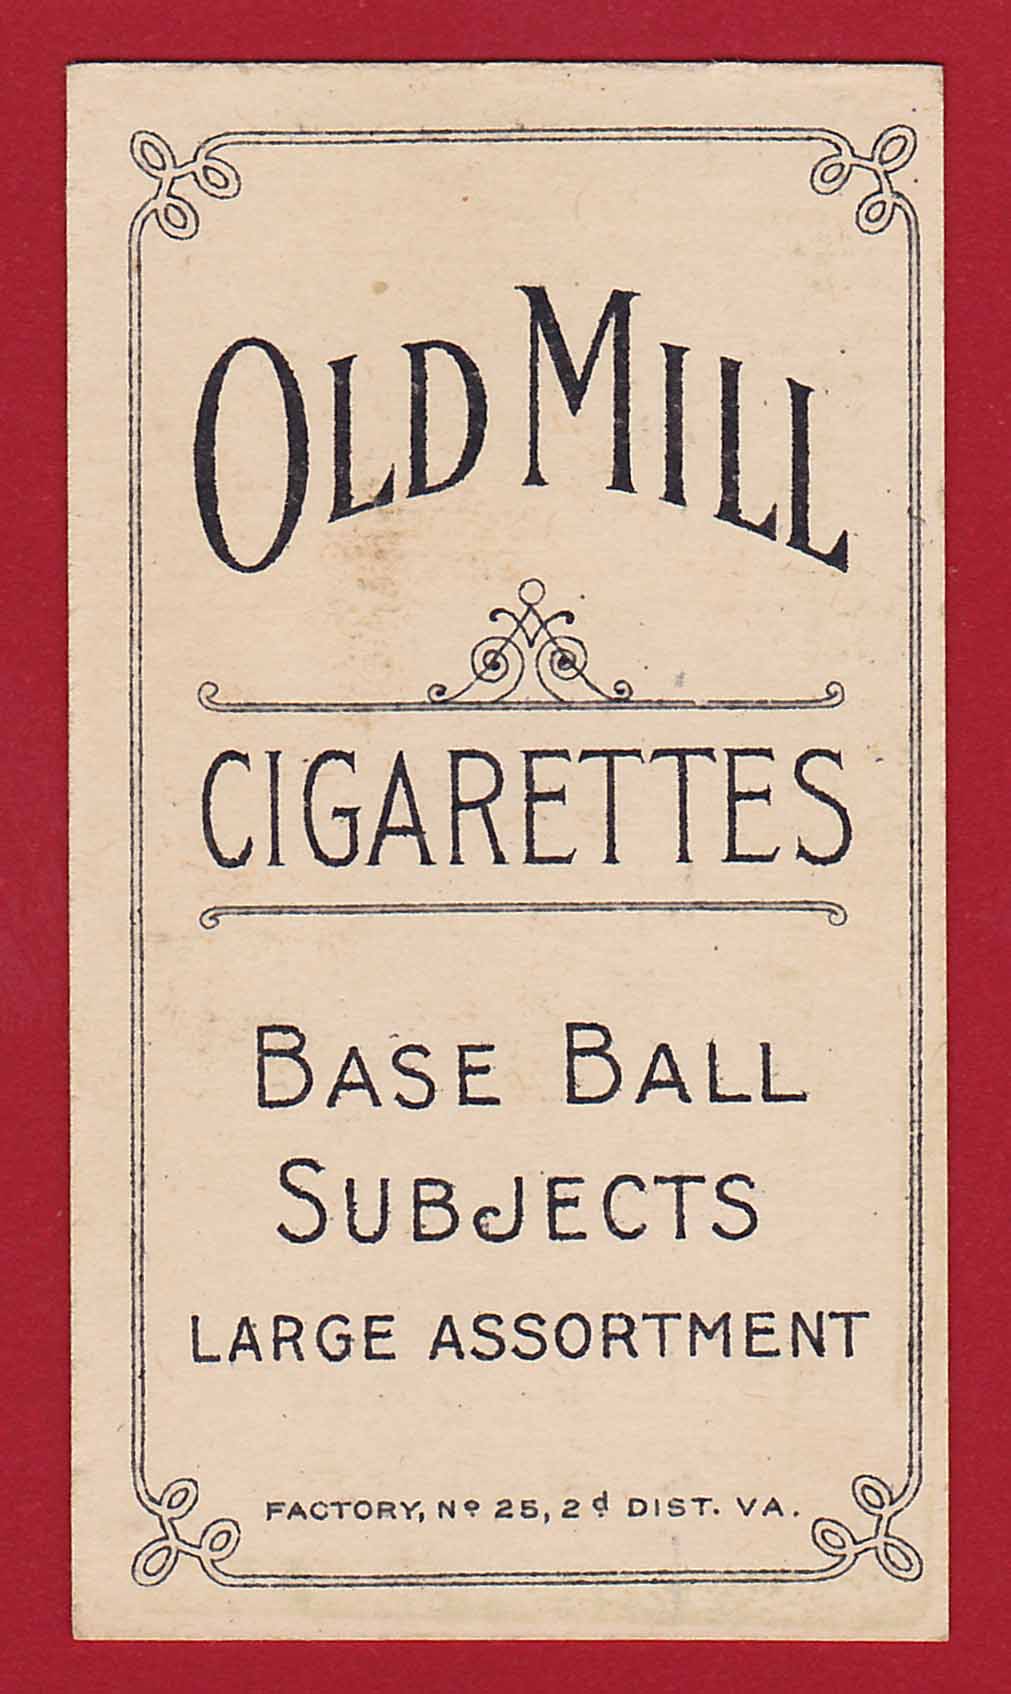 OLD MILL
CIGARETTES
BASE BALL
SUBJECTS
LARGE ASSORTMENT
FACTORY, Nº 25, 2d DIST. VA.